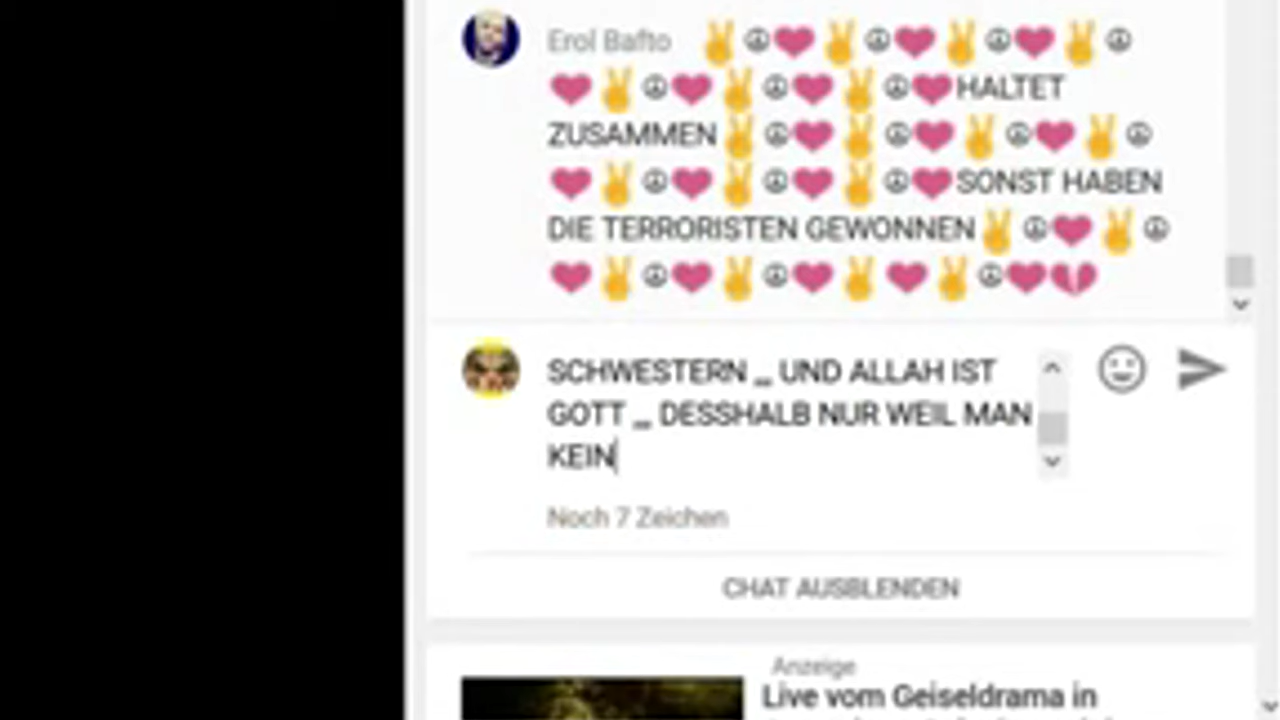 Erol Bafto ✌☮❤✌☮❤✌☮❤✌☮
❤✌☮❤✌☮❤✌☮❤HALTET
ZUSAMMEN✌☮❤✌☮❤✌☮❤✌☮
❤✌☮❤✌☮❤✌☮❤SONST HABEN
DIE TERRORISTEN GEWONNEN✌☮❤✌☮
❤✌☮❤✌☮❤✌❤✌☮❤💔
SCHWESTERN ,,, UND ALLAH IST
GOTT ,,, DESSHALB NUR WEIL MAN
KEIN
Noch 7 Zeichen
CHAT AUSBLENDEN
Anzeige
Live vom Geiseldrama in